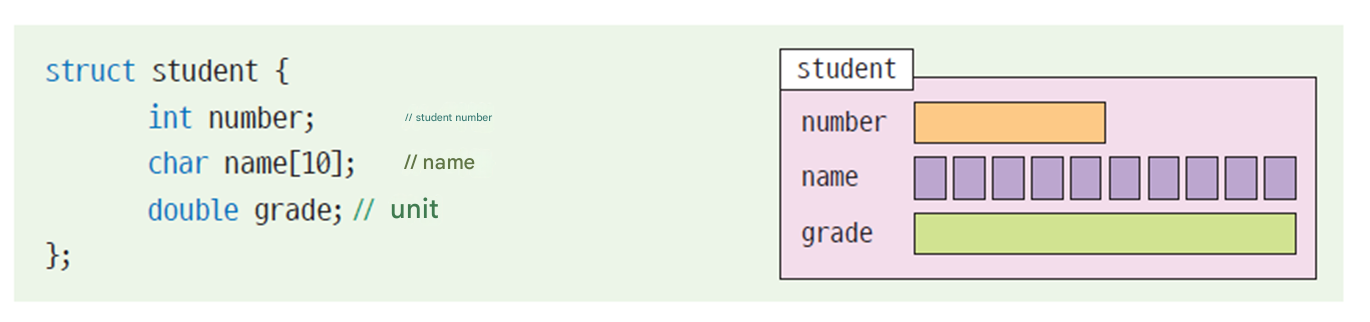 struct student {
int number; // student number
char name[10]; // name
double grade; // unit
};
student
number
name
grade